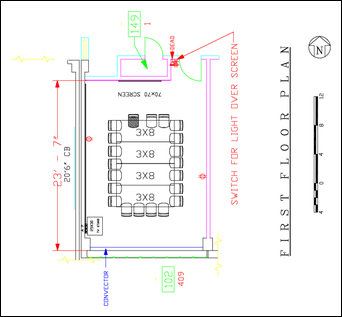 149
1
DEAD
70x70 SCREEN
SWITCH FOR LIGHT OVER SCREEN
3X8
3X8
3X8
3X8
23' - 7"
20'6" CB
102
409
CONVECTOR
FIRST FLOOR PLAN
N
12
8
4
0
4